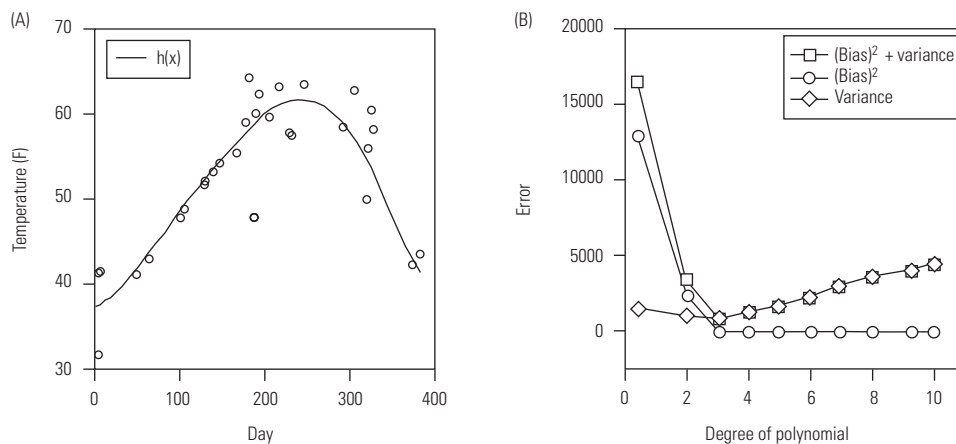 (A)
70
60
50
40
30
Temperature (F)
h(x)
0 100 200 300 400
Day
(B)
20000
15000
10000
5000
0
Error
(Bias)² + variance
(Bias)²
Variance
0 2 4 6 8 10
Degree of polynomial